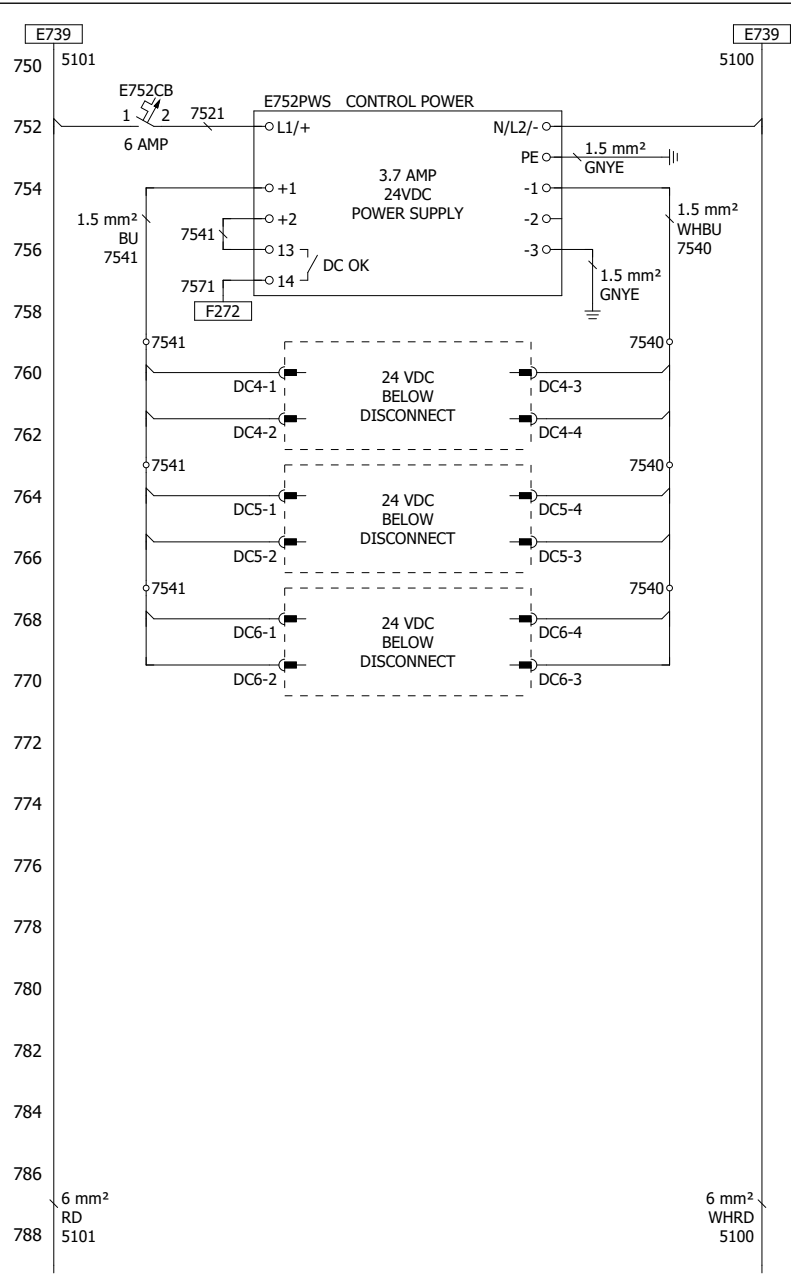 E739 E739
750 5101 5100
E752CB
E752PWS CONTROL POWER
1 2 7521
752 L1/+ N/L2/-
6 AMP
PE 1.5 mm²
GNYE
3.7 AMP
24VDC
POWER SUPPLY
754 +1 -1
1.5 mm²
BU
7541
+2 -2
1.5 mm²
WHBU
7540
7541
756 13 -3
DC OK
7571 14
1.5 mm²
GNYE
F272
758
7541 7540
760
DC4-1 24 VDC
BELOW
DISCONNECT DC4-3
DC4-2 DC4-4
762
7541 7540
764
DC5-1 24 VDC
BELOW
DISCONNECT DC5-4
DC5-2 DC5-3
766
7541 7540
768
DC6-1 24 VDC
BELOW
DISCONNECT DC6-4
DC6-2 DC6-3
770
772
774
776
778
780
782
784
786
6 mm²
RD
5101
6 mm²
WHRD
5100
788